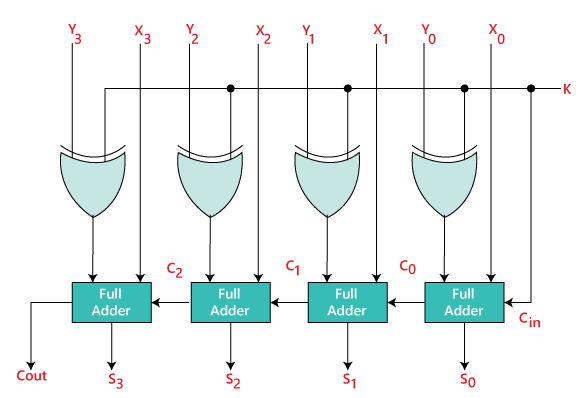 Y3 X3 Y2 X2 Y1 X1 Y0 X0
K
C2 C1 C0
Full Adder
Full Adder
Full Adder
Full Adder
Cin
Cout S3 S2 S1 S0